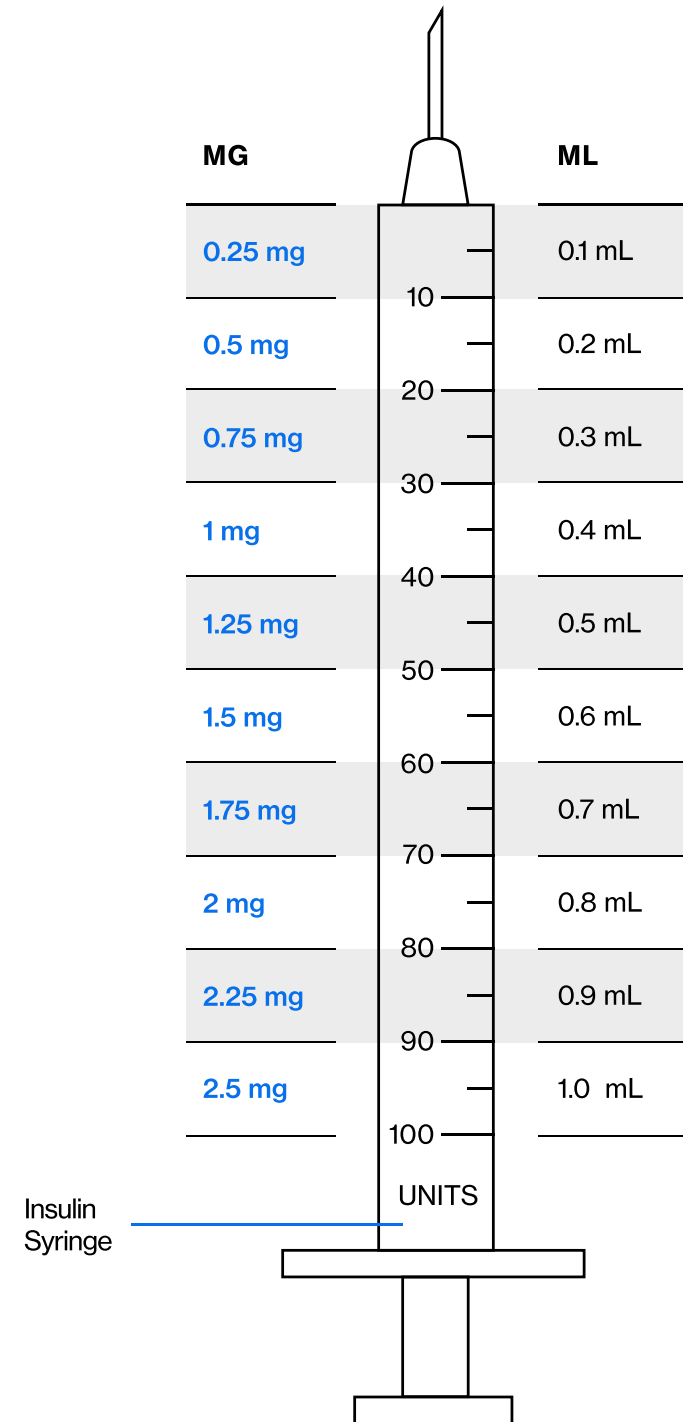 MG ML
0.25 mg 0.1 mL
10
0.5 mg 0.2 mL
20
0.75 mg 0.3 mL
30
1 mg 0.4 mL
40
1.25 mg 0.5 mL
50
1.5 mg 0.6 mL
60
1.75 mg 0.7 mL
70
2 mg 0.8 mL
80
2.25 mg 0.9 mL
90
2.5 mg 1.0 mL
100
UNITS
Insulin
Syringe